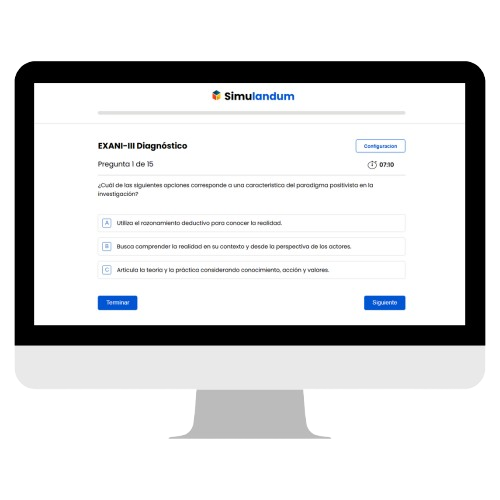 Simulandum
EXANI-III Diagnóstico
Configuracion
Pregunta 1 de 15
07:10
¿Cuál de las siguientes opciones corresponde a una característica del paradigma positivista en la
investigación?
A Utiliza el razonamiento deductivo para conocer la realidad.
B Busca comprender la realidad en su contexto y desde la perspectiva de los actores.
C Articula la teoría y la práctica considerando conocimiento, acción y valores.
Terminar
Siguiente